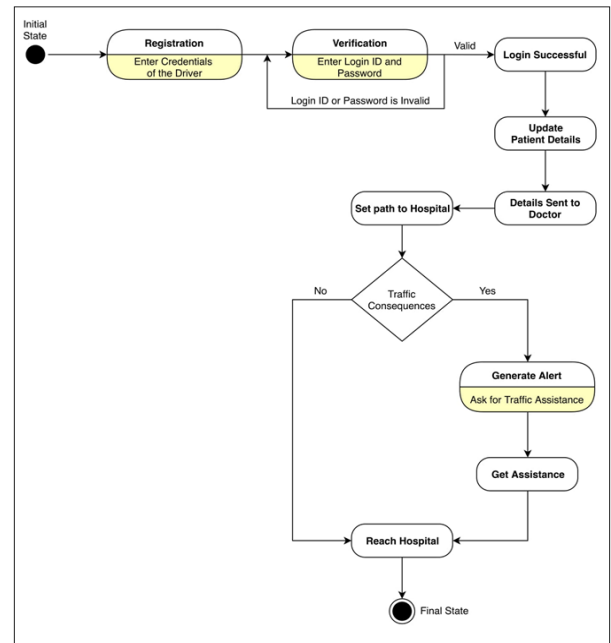 Initial
State
Registration
Enter Credentials
of the Driver
Verification
Enter Login ID and
Password
Valid
Login Successful
Login ID or Password is Invalid
Update
Patient Details
Details Sent to
Doctor
Set path to Hospital
Traffic
Consequences
No
Yes
Generate Alert
Ask for Traffic Assistance
Get Assistance
Reach Hospital
Final State